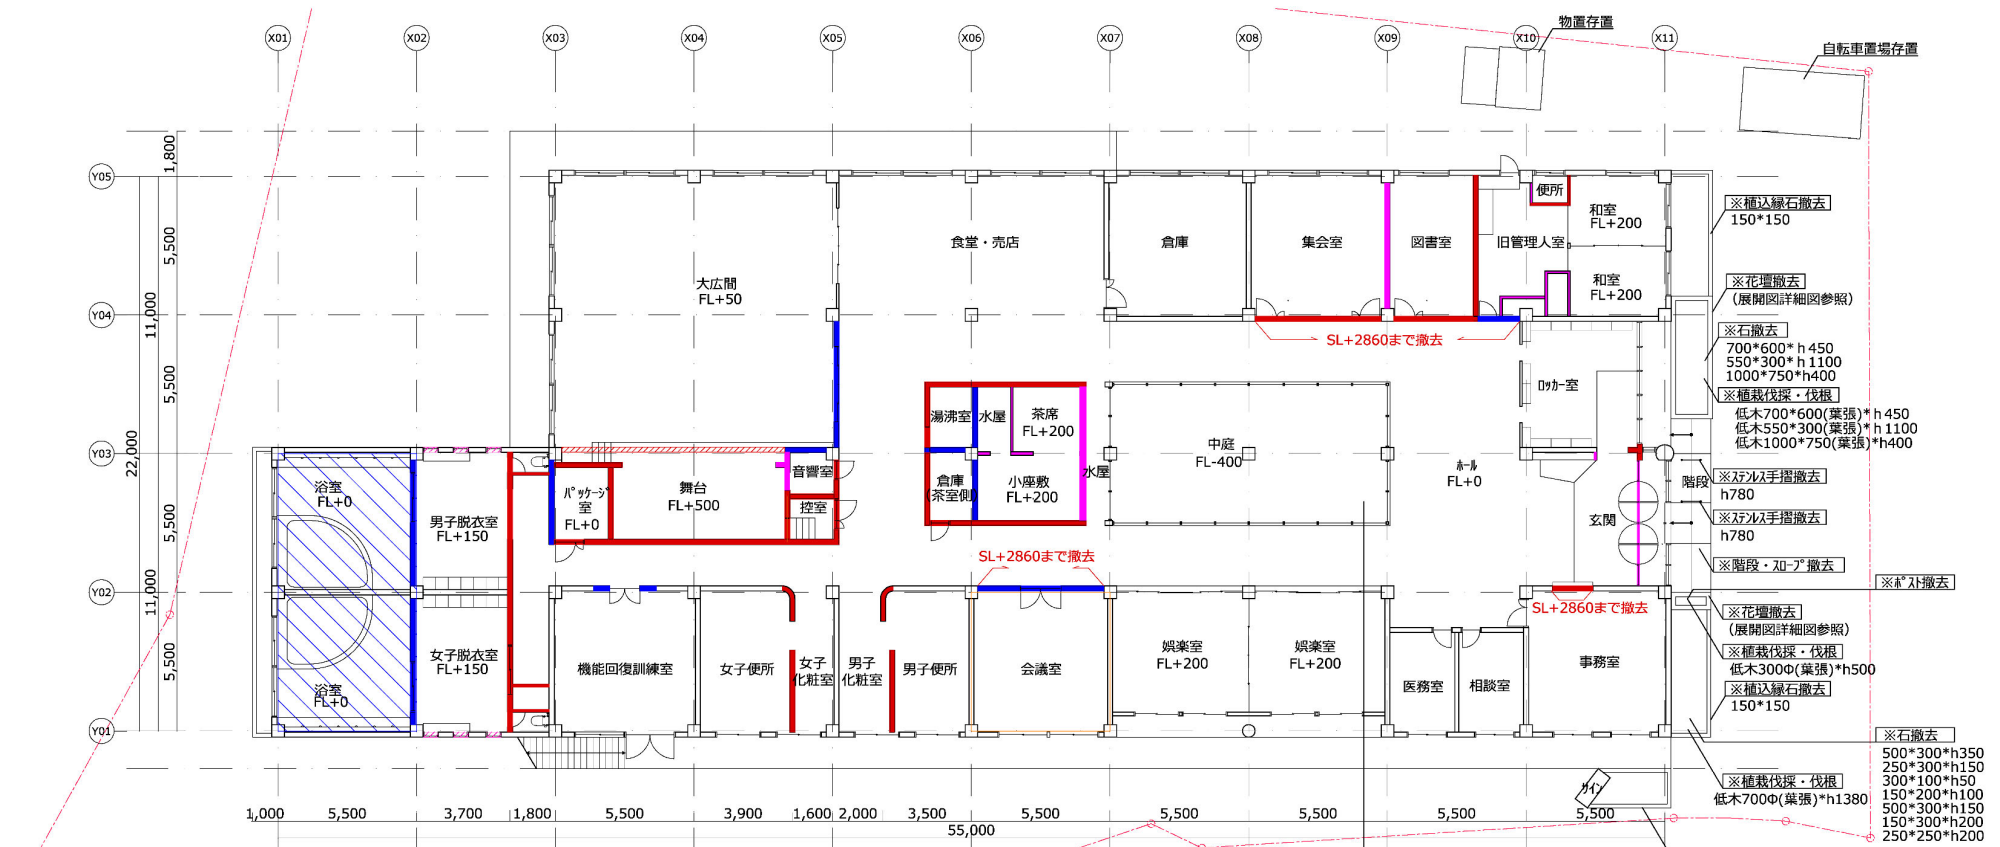 物置存置
自転車置場存置
X01
X02
X03
X04
X05
X06
X07
X08
X09
X10
X11
Y05
Y04
Y03
Y02
Y01
1,800
5,500
11,000
5,500
22,000
5,500
11,000
5,500
大広間
FL+50
食堂・売店
倉庫
集会室
図書室
旧管理人室
便所
和室
FL+200
和室
FL+200
SL+2860まで撤去
ロッカー室
湯沸室
水屋
茶席
FL+200
中庭
FL-400
倉庫
(茶室側)
小座敷
FL+200
水屋
ホール
FL+0
玄関
階段
浴室
FL+0
男子脱衣室
FL+150
パッケージ
室
FL+0
舞台
FL+500
音響室
控室
SL+2860まで撤去
SL+2860まで撤去
浴室
FL+0
女子脱衣室
FL+150
機能回復訓練室
女子便所
女子
化粧室
男子
化粧室
男子便所
会議室
娯楽室
FL+200
娯楽室
FL+200
医務室
相談室
事務室
サイン
※植込縁石撤去
150*150
※花壇撤去
(展開図詳細図参照)
※石撤去
700*600*ｈ450
550*300*ｈ1100
1000*750*h400
※植栽伐採・伐根
低木700*600(葉張)*ｈ450
低木550*300(葉張)*ｈ1100
低木1000*750(葉張)*h400
※ステンレス手摺撤去
h780
※ステンレス手摺撤去
h780
※階段・スロープ撤去
※ポスト撤去
※花壇撤去
(展開図詳細図参照)
※植栽伐採・伐根
低木300Φ(葉張)*h500
※植込縁石撤去
150*150
※石撤去
500*300*h350
250*300*h150
300*100*h50
150*200*h100
500*300*h150
150*300*h200
250*250*h200
※植栽伐採・伐根
低木700Φ(葉張)*h1380
1,000
5,500
3,700
1,800
5,500
3,900
1,600
2,000
3,500
5,500
5,500
5,500
5,500
5,500
55,000